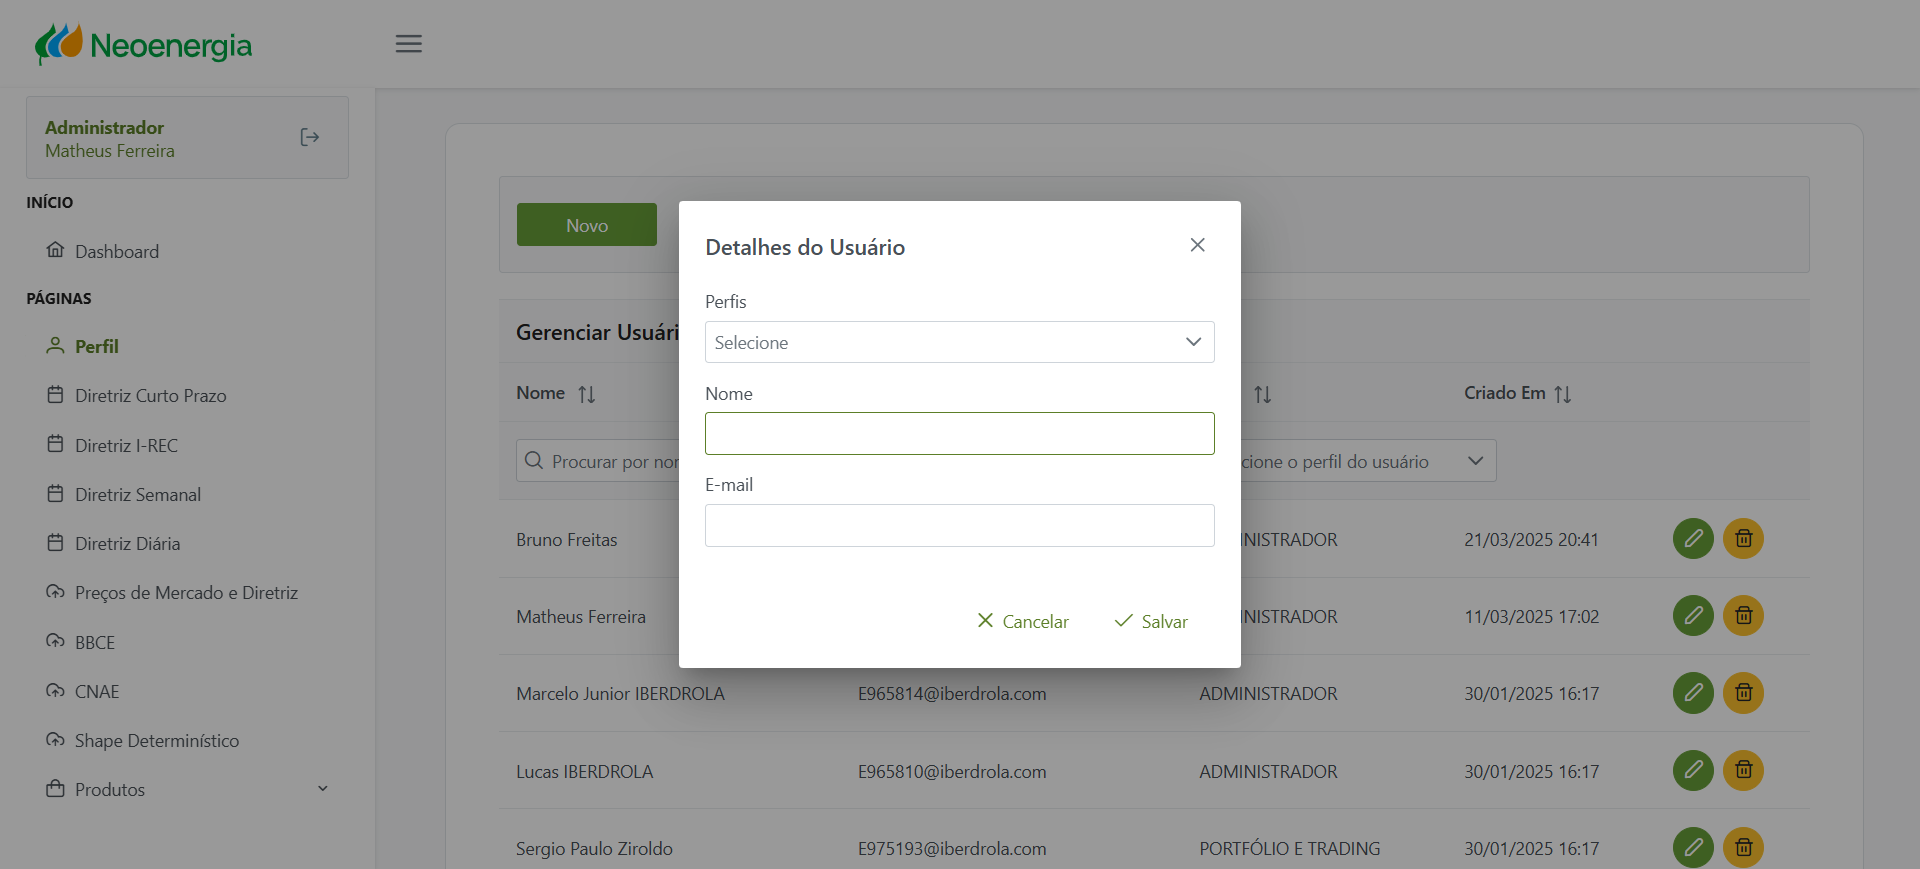 Neoenergia
Administrador
Matheus Ferreira
INÍCIO
Dashboard
PÁGINAS
Perfil
Diretriz Curto Prazo
Diretriz I-REC
Diretriz Semanal
Diretriz Diária
Preços de Mercado e Diretriz
BBCE
CNAE
Shape Determinístico
Produtos
Novo
Gerenciar Usuári
Nome
Criado Em
Procurar por nor
cione o perfil do usuário
Bruno Freitas
NISTRADOR
21/03/2025 20:41
Matheus Ferreira
NISTRADOR
11/03/2025 17:02
Marcelo Junior IBERDROLA
E965814@iberdrola.com
ADMINISTRADOR
30/01/2025 16:17
Lucas IBERDROLA
E965810@iberdrola.com
ADMINISTRADOR
30/01/2025 16:17
Sergio Paulo Ziroldo
E975193@iberdrola.com
PORTFÓLIO E TRADING
30/01/2025 16:17
Detalhes do Usuário
Perfis
Selecione
Nome
E-mail
Cancelar
Salvar